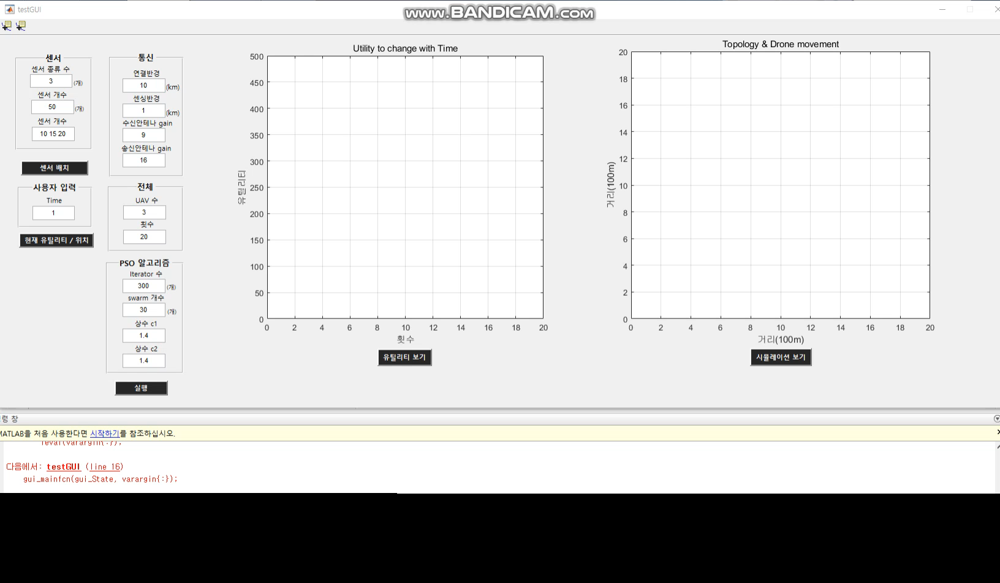 testGUI
www.BANDICAM.com
센서
센서 종류 수
3
(개)
센서 개수
50
(개)
센서 개수
10 15 20
센서 배치
사용자 입력
Time
1
현재 유틸리티 / 위치
통신
연결반경
10
(km)
센싱반경
1
(km)
수신안테나 gain
9
송신안테나 gain
16
전체
UAV 수
3
횟수
20
PSO 알고리즘
Iterator 수
300
(개)
swarm 개수
30
(개)
상수 c1
1.4
상수 c2
1.4
실행
Utility to change with Time
500
450
400
350
300
250
200
150
100
50
0
유틸리티
0 2 4 6 8 10 12 14 16 18 20
횟수
유틸리티 보기
Topology & Drone movement
20
18
16
14
12
10
8
6
4
2
0
거리(100m)
0 2 4 6 8 10 12 14 16 18 20
거리(100m)
시뮬레이션 보기
령 창
MATLAB을 처음 사용한다면 시작하기를 참조하십시오.
feval(varargin{:});
다음에서: testGUI (line 16)
gui_mainfcn(gui_State, varargin{:});